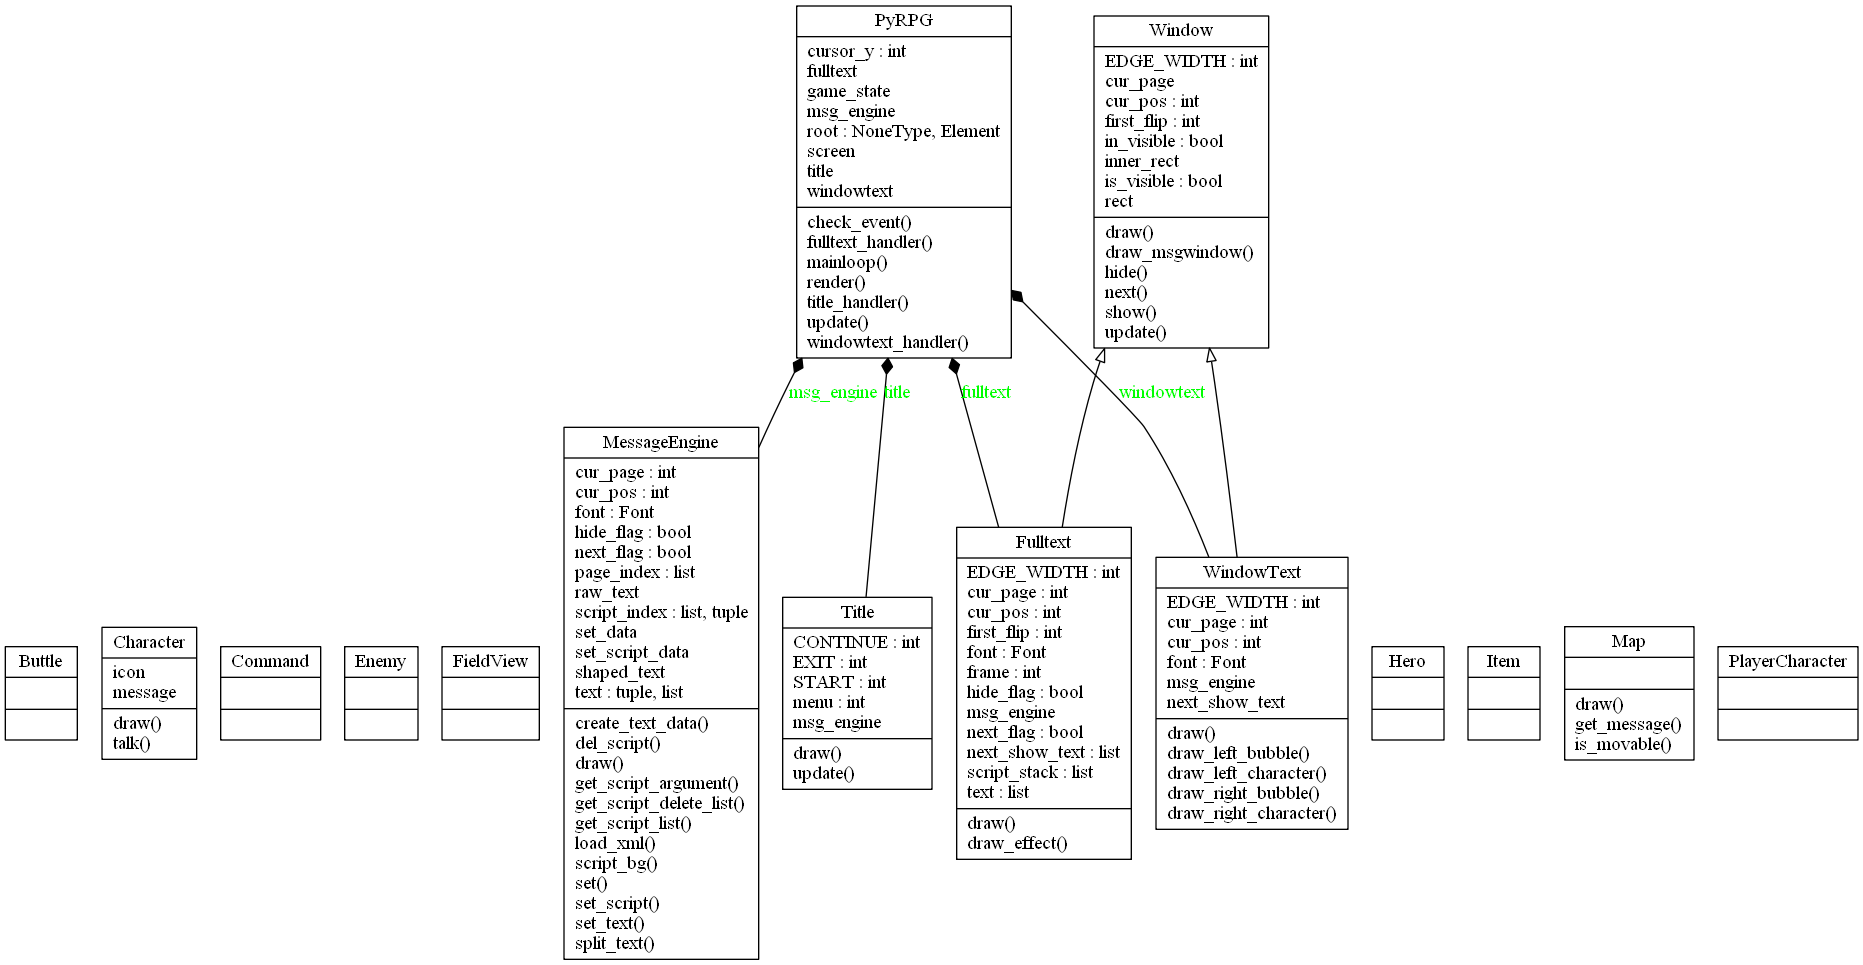 PyRPG
cursor_y : int
fulltext
game_state
msg_engine
root : NoneType, Element
screen
title
windowtext
check_event()
fulltext_handler()
mainloop()
render()
title_handler()
update()
windowtext_handler()
Window
EDGE_WIDTH : int
cur_page
cur_pos : int
first_flip : int
in_visible : bool
inner_rect
is_visible : bool
rect
draw()
draw_msgwindow()
hide()
next()
show()
update()
msg_engine
title
fulltext
windowtext
Buttle
Character
icon
message
draw()
talk()
Command
Enemy
FieldView
MessageEngine
cur_page : int
cur_pos : int
font : Font
hide_flag : bool
next_flag : bool
page_index : list
raw_text
script_index : list, tuple
set_data
set_script_data
shaped_text
text : tuple, list
create_text_data()
del_script()
draw()
get_script_argument()
get_script_delete_list()
get_script_list()
load_xml()
script_bg()
set()
set_script()
set_text()
split_text()
Title
CONTINUE : int
EXIT : int
START : int
menu : int
msg_engine
draw()
update()
Fulltext
EDGE_WIDTH : int
cur_page : int
cur_pos : int
first_flip : int
font : Font
frame : int
hide_flag : bool
msg_engine
next_flag : bool
next_show_text : list
script_stack : list
text : list
draw()
draw_effect()
WindowText
EDGE_WIDTH : int
cur_page : int
cur_pos : int
font : Font
msg_engine
next_show_text
draw()
draw_left_bubble()
draw_left_character()
draw_right_bubble()
draw_right_character()
Hero
Item
Map
draw()
get_message()
is_movable()
PlayerCharacter